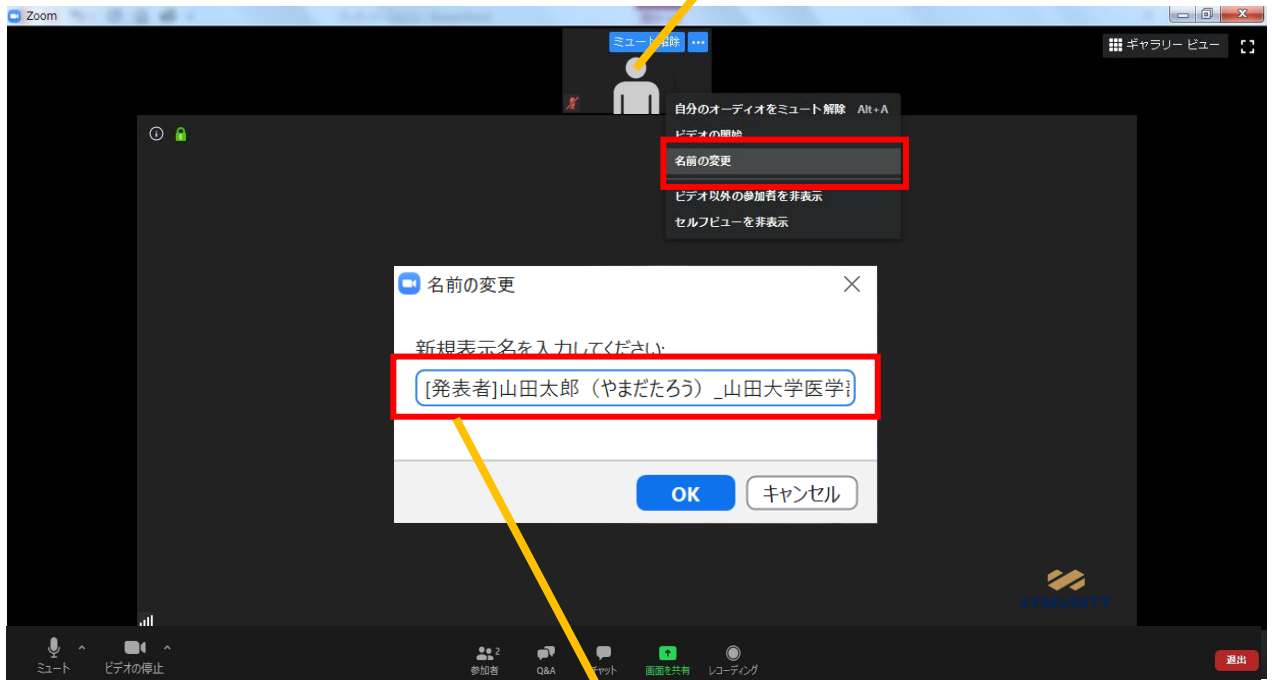 Zoom
ミュート解除 ...
ギャラリー ビュー
自分のオーディオをミュート解除 Alt+A
ビデオの開始
名前の変更
ビデオ以外の参加者を非表示
セルフビューを非表示
名前の変更
新規表示名を入力してください:
[発表者]山田太郎（やまだたろう）_山田大学医学
OK キャンセル
ミュート ビデオの停止 2 参加者 Q&A チャット 画面を共有 レコーディング 退出